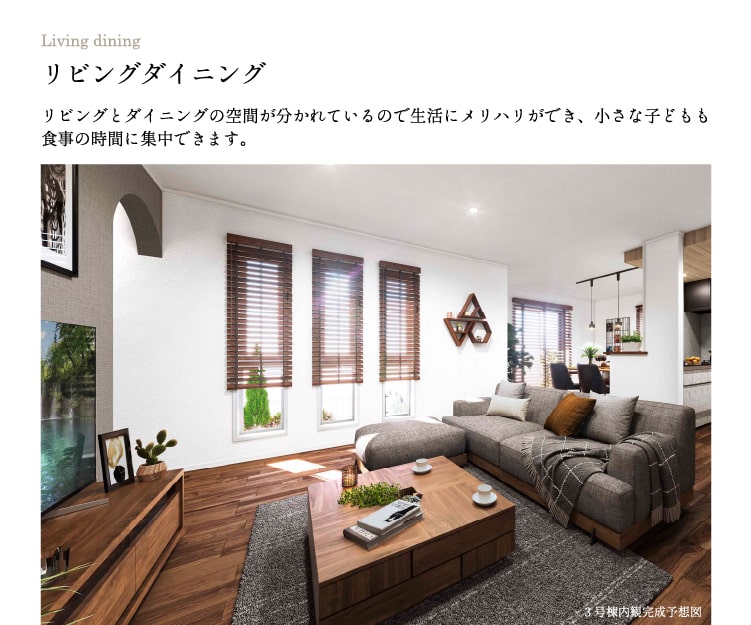 Living dining
リビングダイニング
リビングとダイニングの空間が分かれているので生活にメリハリができ、小さな子どもも
食事の時間に集中できます。
3号棟内観完成予想図